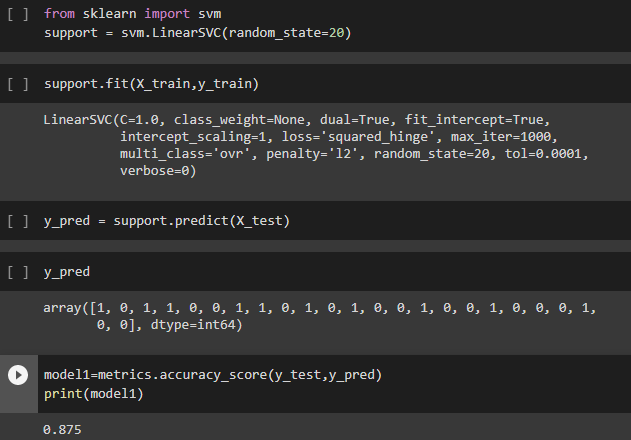 [ ] from sklearn import svm
support = svm.LinearSVC(random_state=20)
[ ] support.fit(X_train,y_train)
LinearSVC(C=1.0, class_weight=None, dual=True, fit_intercept=True,
intercept_scaling=1, loss='squared_hinge', max_iter=1000,
multi_class='ovr', penalty='l2', random_state=20, tol=0.0001,
verbose=0)
[ ] y_pred = support.predict(X_test)
[ ] y_pred
array([1, 0, 1, 1, 0, 0, 1, 1, 0, 1, 0, 1, 0, 0, 1, 0, 0, 1, 0, 0, 0, 1,
0, 0], dtype=int64)
model1=metrics.accuracy_score(y_test,y_pred)
print(model1)
0.875